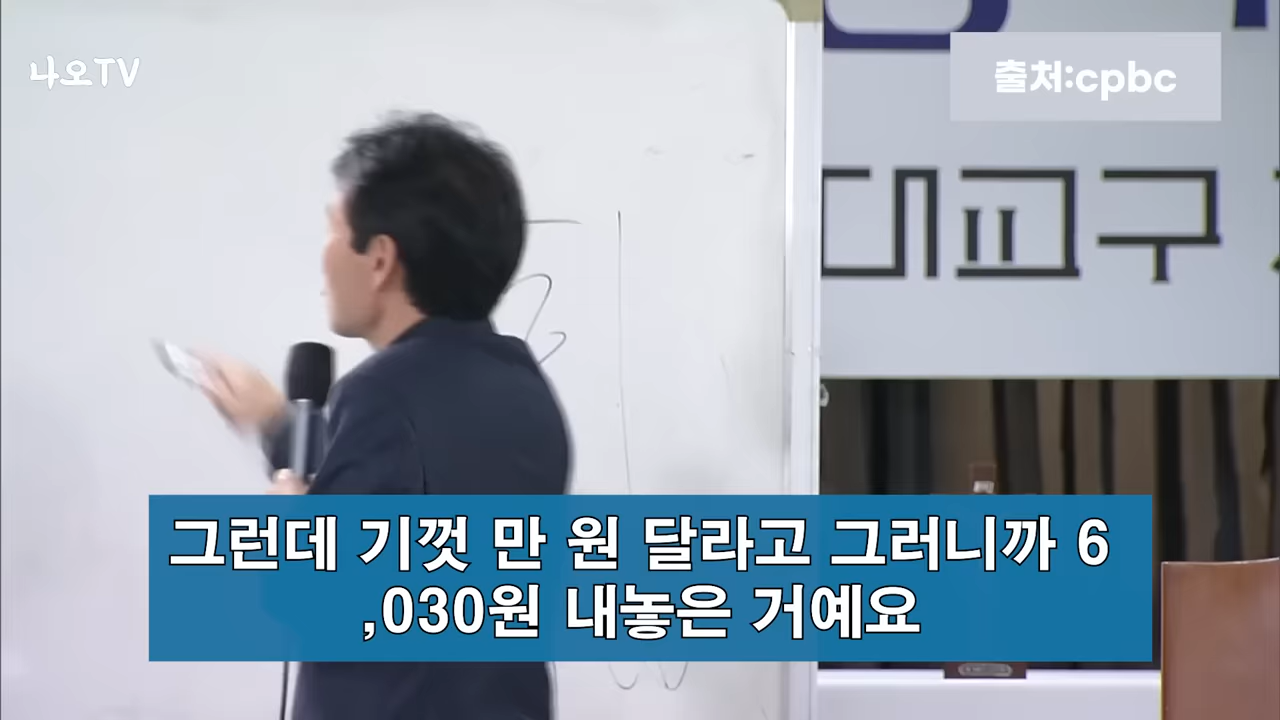 나오TV
출처:cpbc
대교구
그런데 기껏 만 원 달라고 그러니까 6
,030원 내놓은 거예요